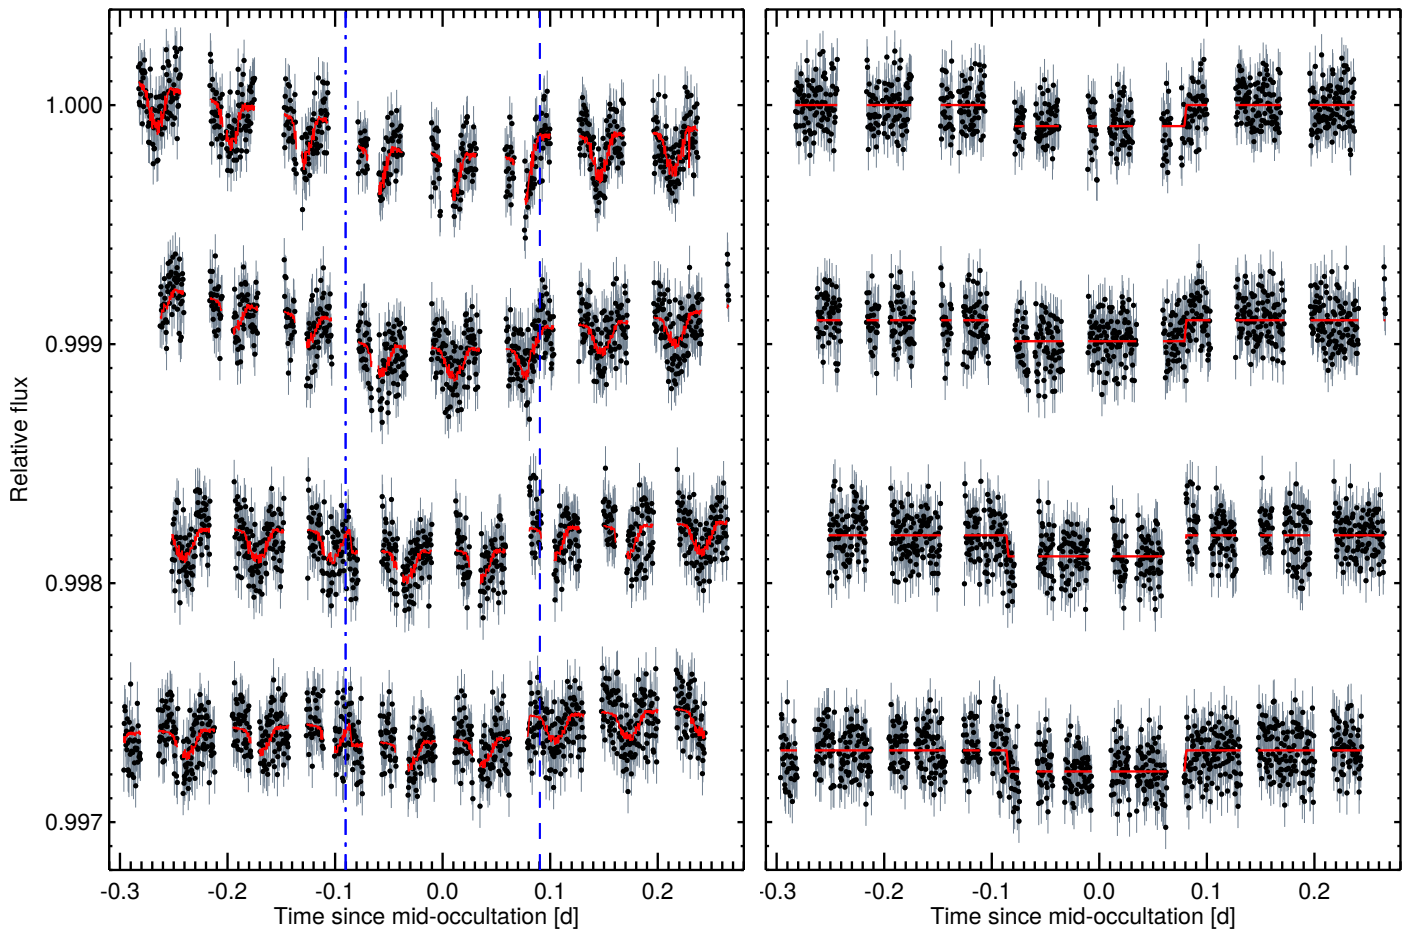 1.000
0.999
0.998
0.997
Relative flux
-0.3 -0.2 -0.1 0.0 0.1 0.2
Time since mid-occultation [d]
-0.3 -0.2 -0.1 0.0 0.1 0.2
Time since mid-occultation [d]